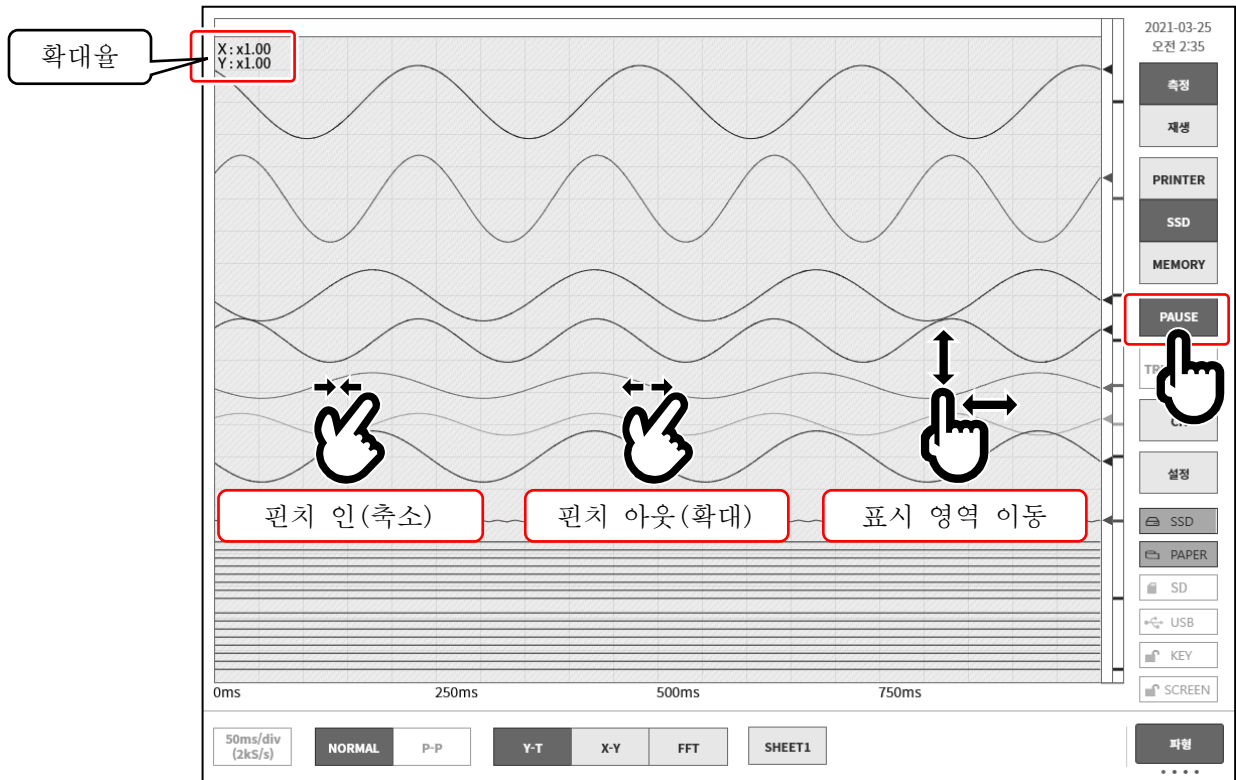 확대율
X: x1.00
Y: x1.00
2021-03-25
오전 2:35
측정
재생
PRINTER
SSD
MEMORY
PAUSE
설정
SSD
PAPER
SD
USB
KEY
SCREEN
핀치 인(축소)
핀치 아웃(확대)
표시 영역 이동
0ms
250ms
500ms
750ms
50ms/div
(2kS/s)
NORMAL
P-P
Y-T
X-Y
FFT
SHEET1
파형